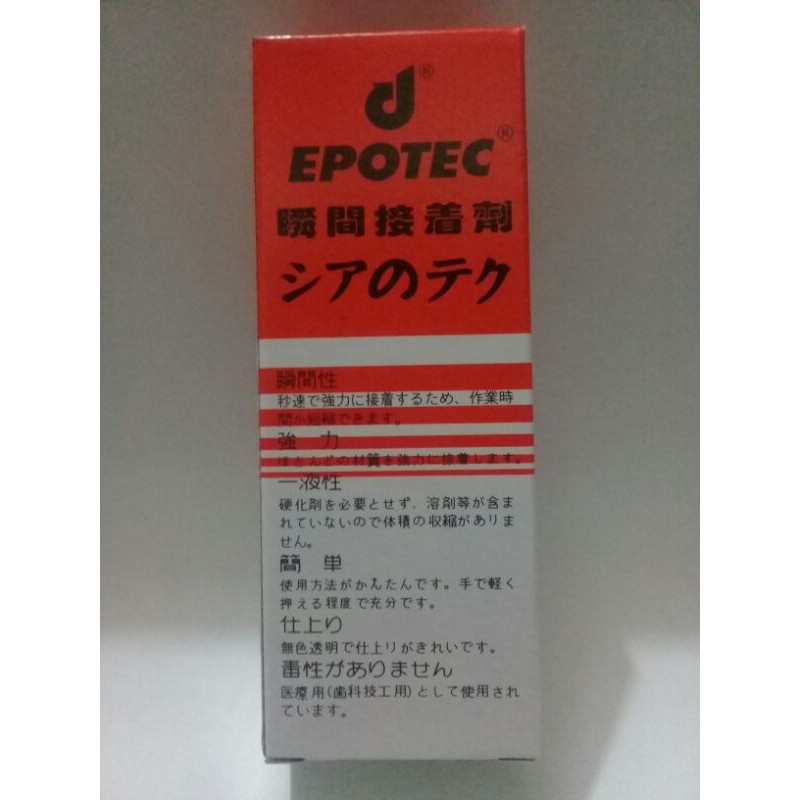 ®
EPOTEC®
瞬間接着剤
シアのテク
瞬間性
秒速で強力に接着するため、作業時
間が短縮できます。
強 力
ほとんどの材質を強力に接着します。
一液性
硬化剤を必要とせず、溶剤等が含ま
れていないので体積の収縮がありま
せん。
簡 単
使用方法がかんたんです。手で軽く
押える程度で充分です。
仕上り
無色透明で仕上りがきれいです。
毒性がありません
医療用(歯科技工用)として使用され
ています。